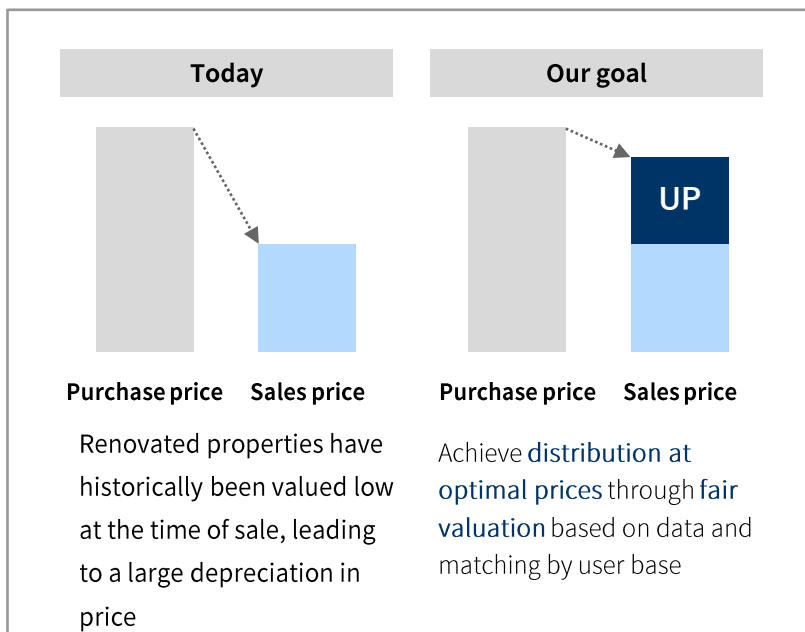 Today
Purchase price
Sales price
Renovated properties have
historically been valued low
at the time of sale, leading
to a large depreciation in
price
Our goal
UP
Purchase price
Sales price
Achieve distribution at
optimal prices through fair
valuation based on data and
matching by user base